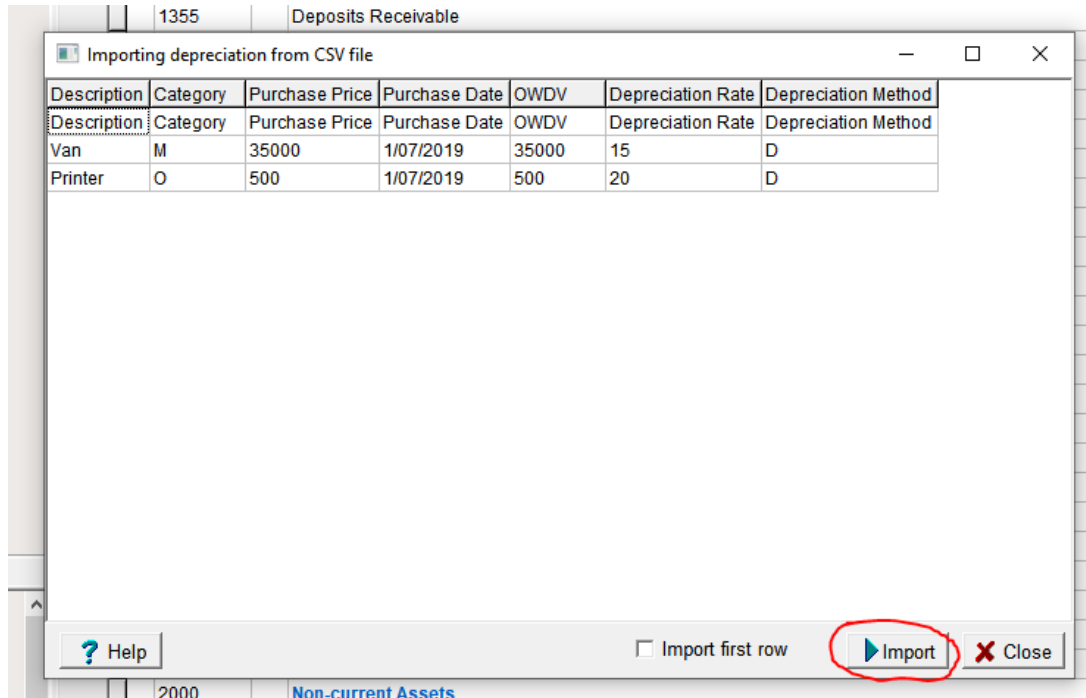 1355 Deposits Receivable
Importing depreciation from CSV file
Description Category Purchase Price Purchase Date OWDV Depreciation Rate Depreciation Method
Description Category Purchase Price Purchase Date OWDV Depreciation Rate Depreciation Method
Van M 35000 1/07/2019 35000 15 D
Printer O 500 1/07/2019 500 20 D
? Help Import first row Import Close
2000 Non-current Assets